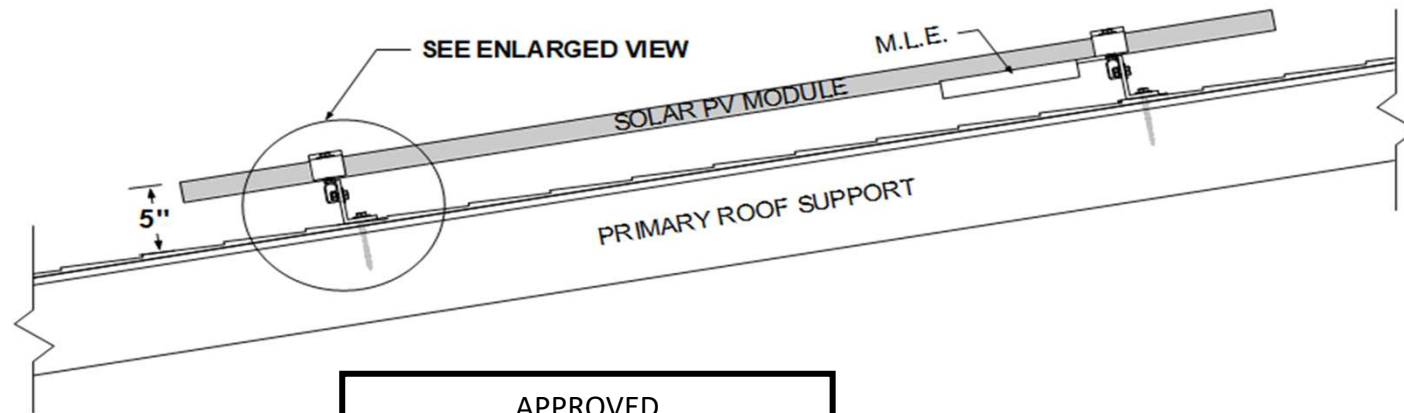 SEE ENLARGED VIEW
M.L.E.
SOLAR PV MODULE
5"
PRIMARY ROOF SUPPORT
APPROVED